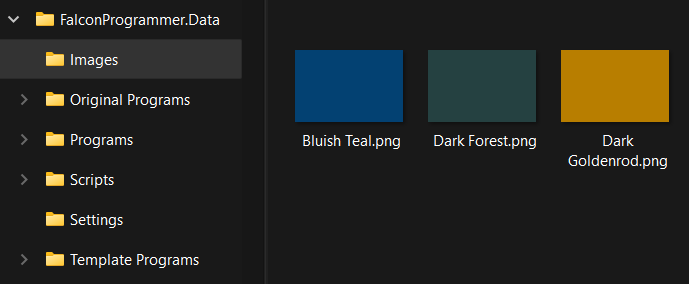 FalconProgrammer.Data
Images
Original Programs
Programs
Scripts
Settings
Template Programs
Bluish Teal.png
Dark Forest.png
Dark
Goldenrod.png